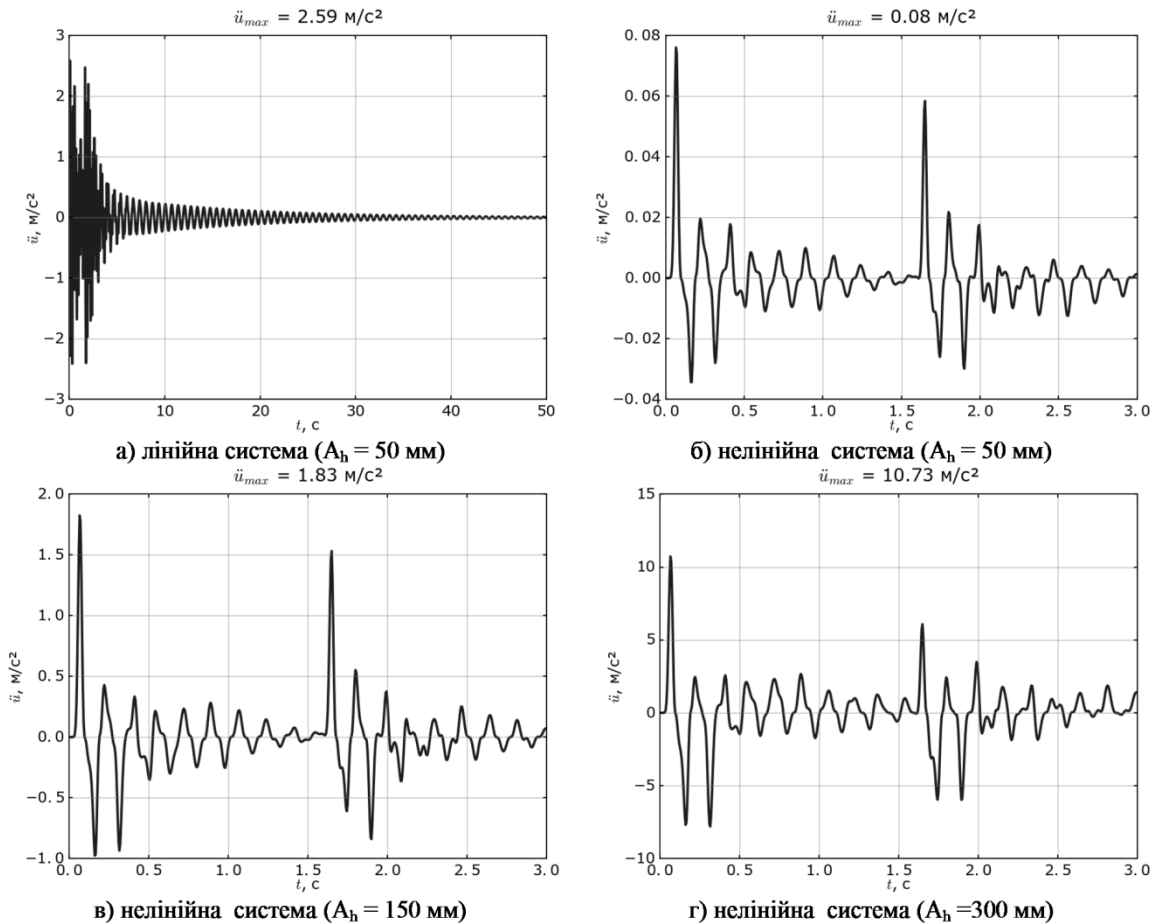 ü_max = 2.59 м/с²
3
2
1
0
−1
−2
−3
ü, м/с²
0 10 20 30 40 50
t, с
а) лінійна система (A_h = 50 мм)
ü_max = 0.08 м/с²
0.08
0.06
0.04
0.02
0.00
−0.02
−0.04
ü, м/с²
0.0 0.5 1.0 1.5 2.0 2.5 3.0
t, с
б) нелінійна система (A_h = 50 мм)
ü_max = 1.83 м/с²
2.0
1.5
1.0
0.5
0.0
−0.5
−1.0
ü, м/с²
0.0 0.5 1.0 1.5 2.0 2.5 3.0
t, с
в) нелінійна система (A_h = 150 мм)
ü_max = 10.73 м/с²
15
10
5
0
−5
−10
ü, м/с²
0.0 0.5 1.0 1.5 2.0 2.5 3.0
t, с
г) нелінійна система (A_h =300 мм)